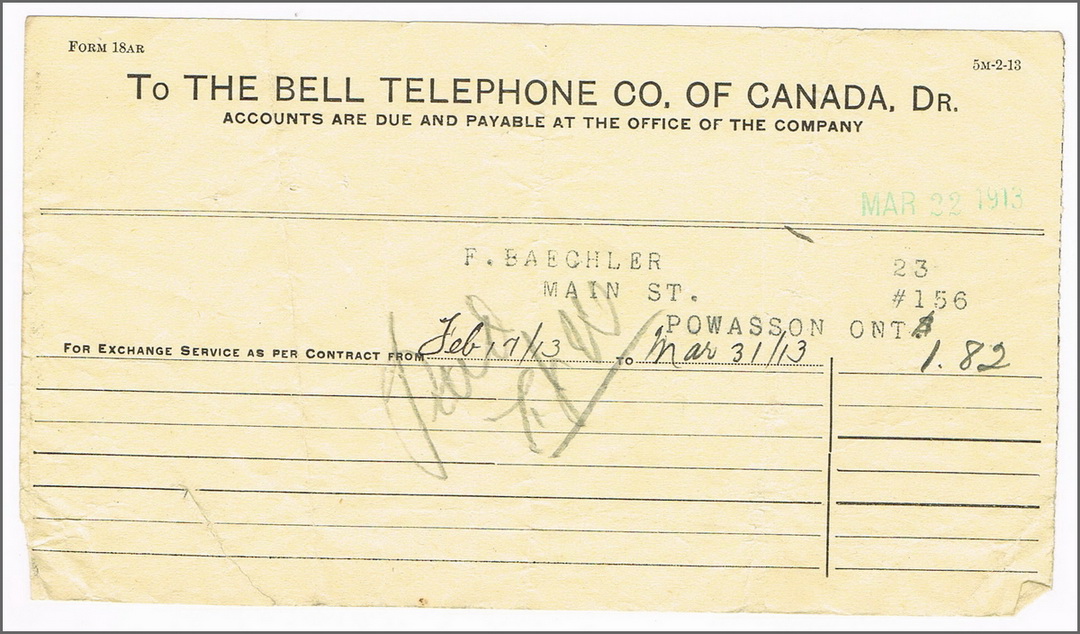 FORM 18AR
5M-2-13
TO THE BELL TELEPHONE CO. OF CANADA, DR.
ACCOUNTS ARE DUE AND PAYABLE AT THE OFFICE OF THE COMPANY
MAR 22 1913
F. BAECHLER 23
MAIN ST. #156
POWASSON ONT
FOR EXCHANGE SERVICE AS PER CONTRACT FROM Feb 17/13 TO Mar 31/13 1.82